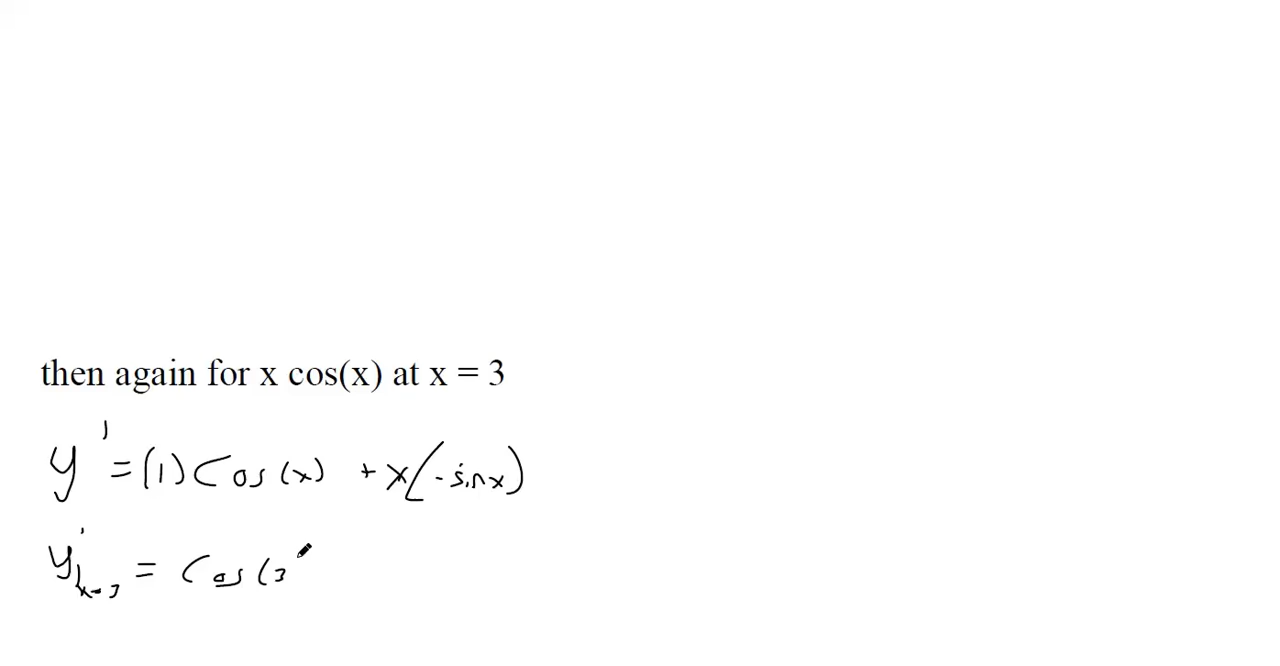 then again for x cos(x) at x = 3
y' = (1) Cos(x) + x(-sinx)
y'|x=3 = Cos(3